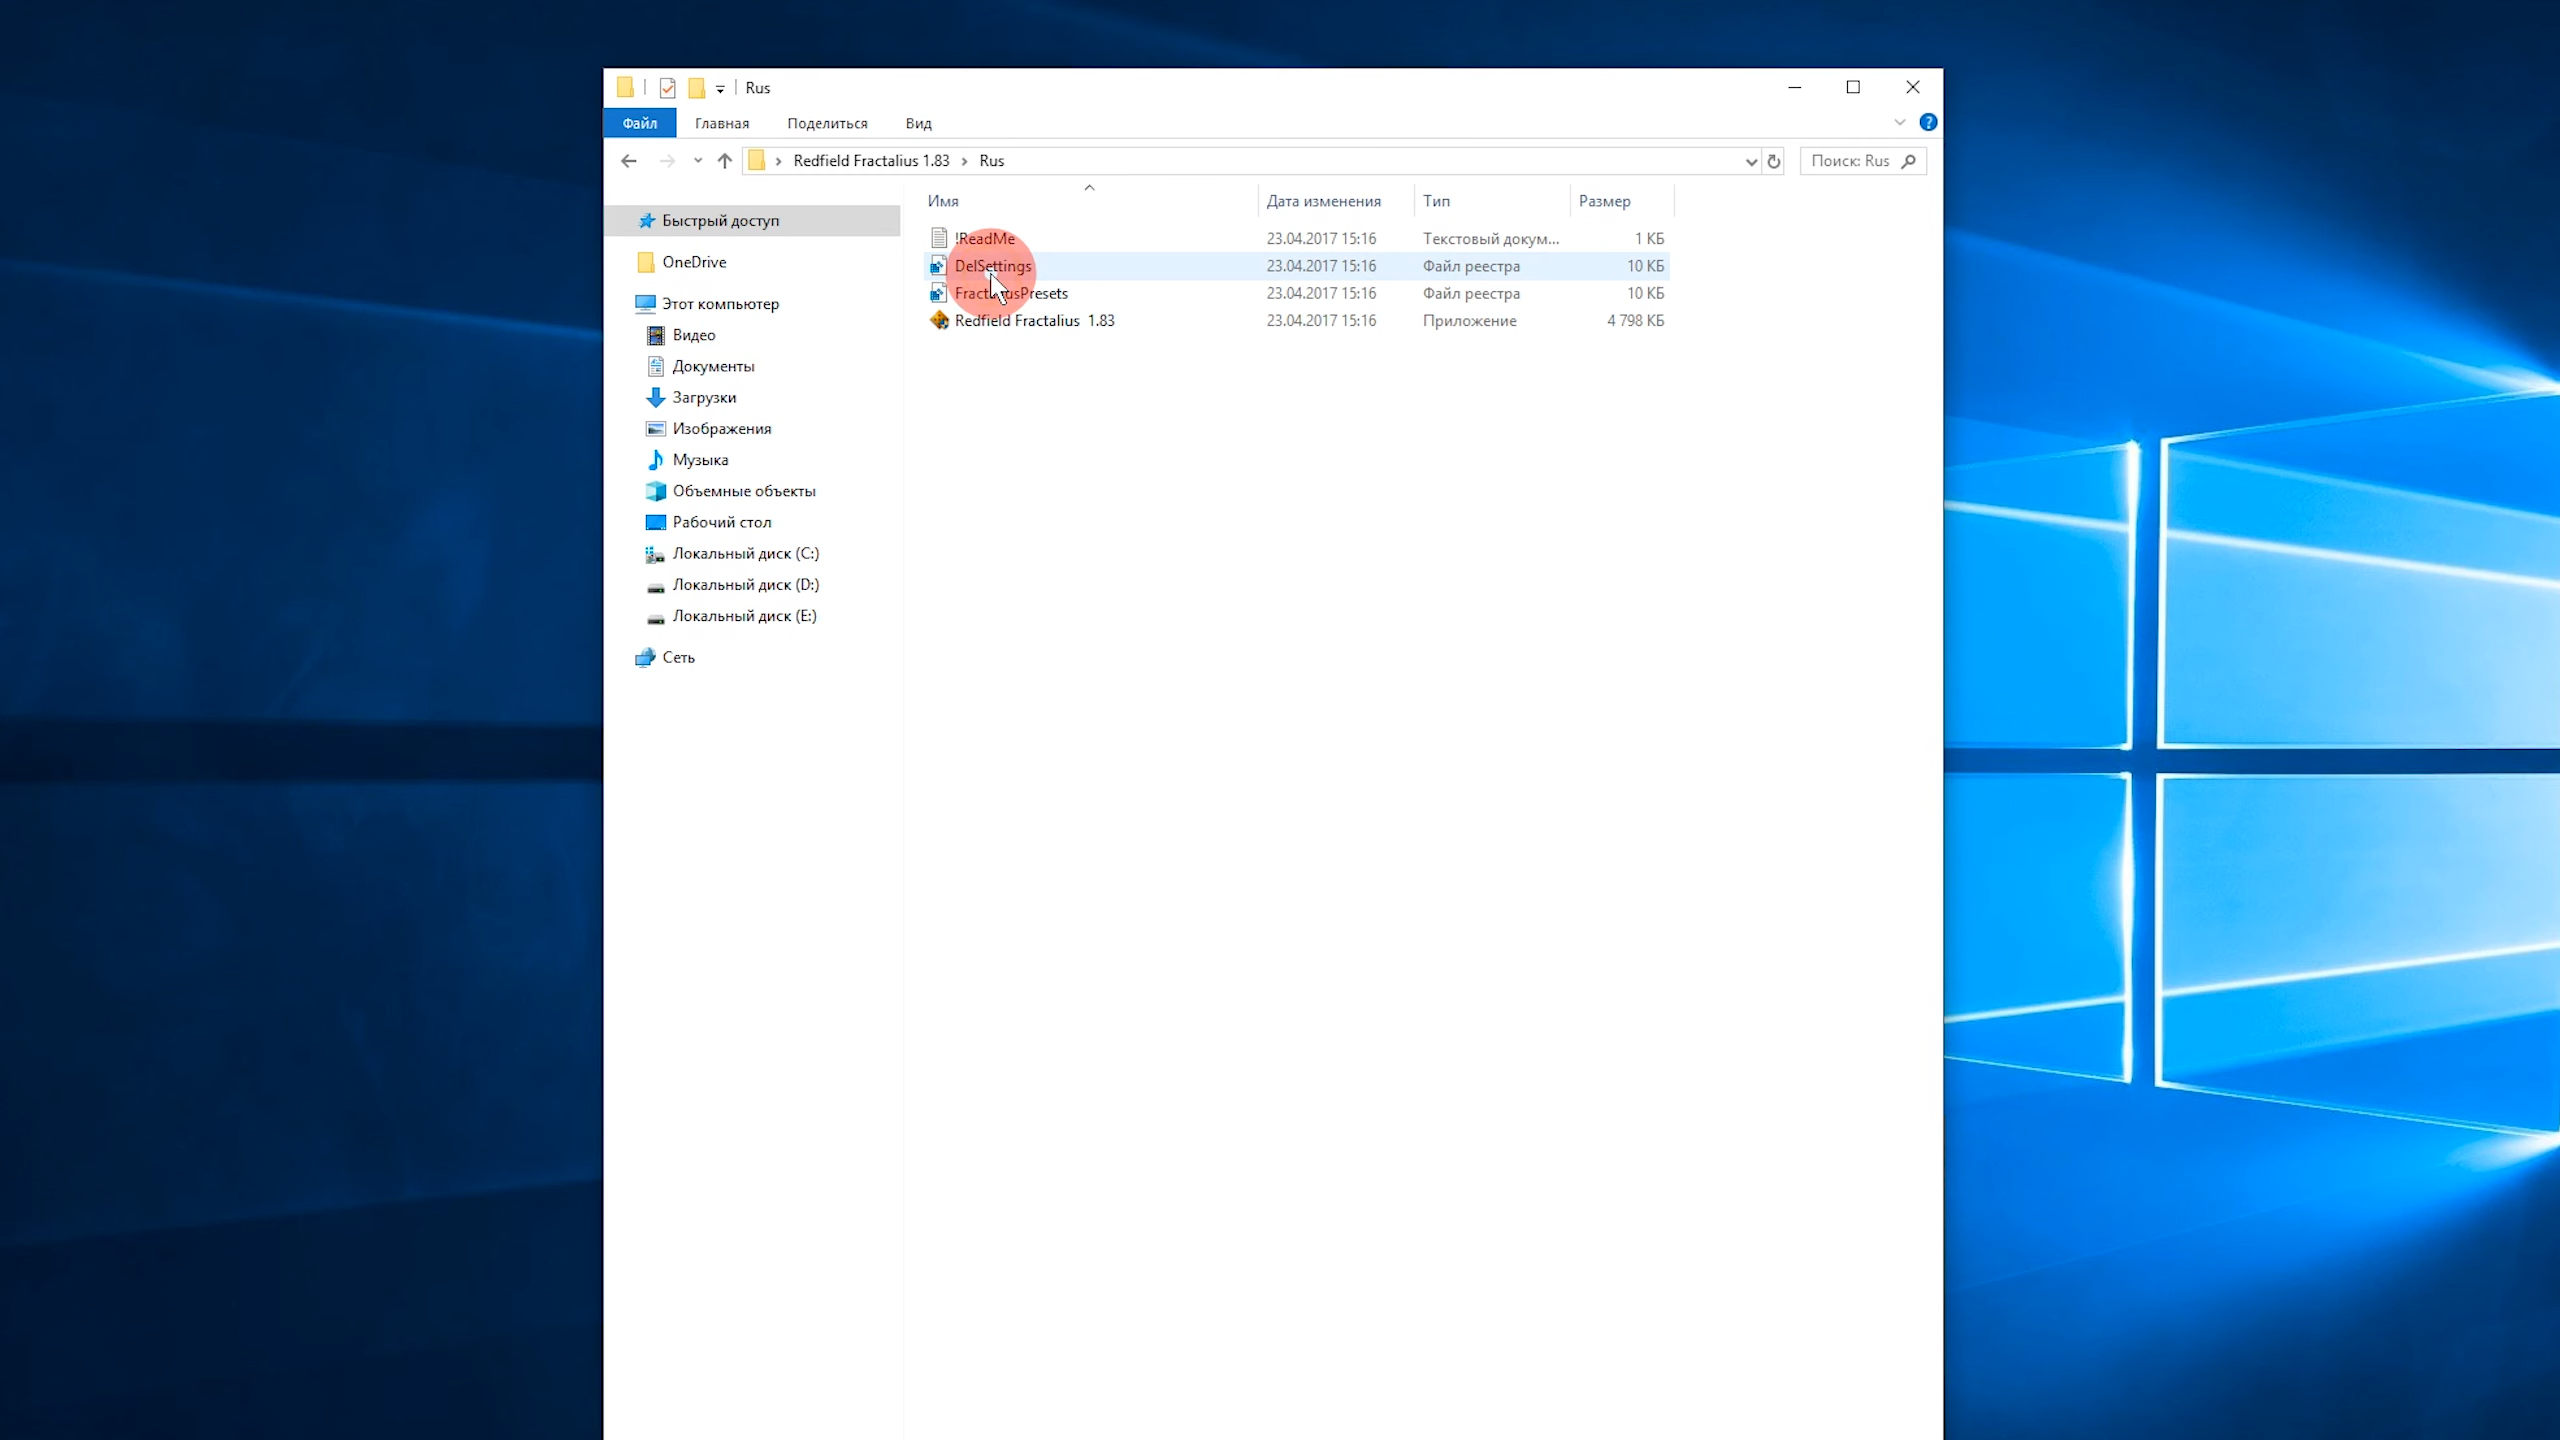 Rus
Файл Главная Поделиться Вид
Redfield Fractalius 1.83 Rus Поиск: Rus
Имя Дата изменения Тип Размер
Быстрый доступ
OneDrive
Этот компьютер
Видео
Документы
Загрузки
Изображения
Музыка
Объемные объекты
Рабочий стол
Локальный диск (C:)
Локальный диск (D:)
Локальный диск (E:)
Сеть
!ReadMe 23.04.2017 15:16 Текстовый докум... 1 КБ
DelSettings 23.04.2017 15:16 Файл реестра 10 КБ
FractaliusPresets 23.04.2017 15:16 Файл реестра 10 КБ
Redfield Fractalius 1.83 23.04.2017 15:16 Приложение 4 798 КБ